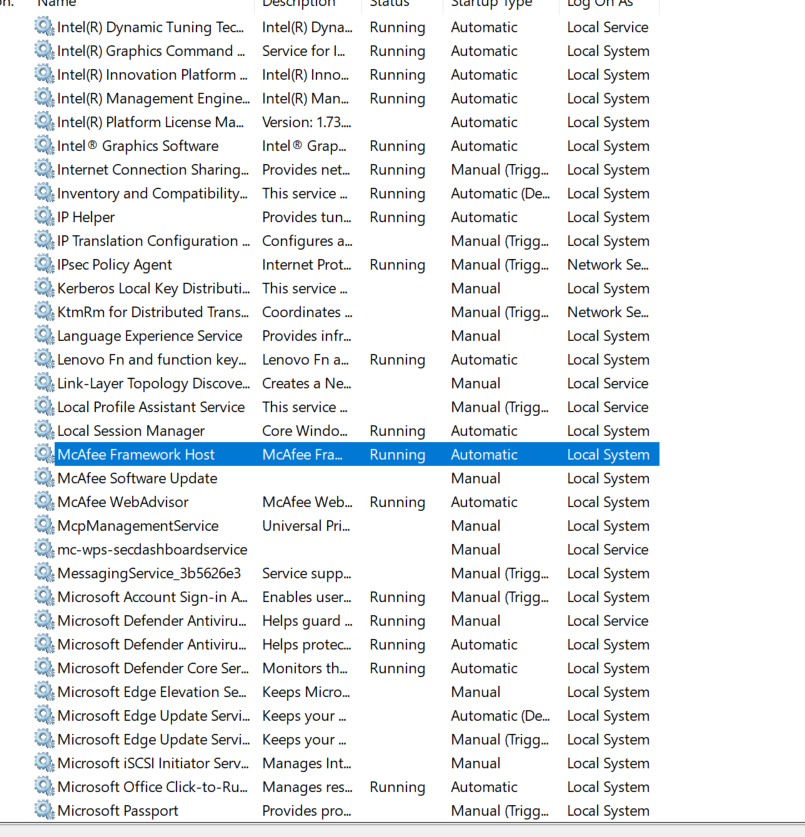 Name Description Status Startup Type Log On As
Intel(R) Dynamic Tuning Tec... Intel(R) Dyna... Running Automatic Local Service
Intel(R) Graphics Command ... Service for I... Running Automatic Local System
Intel(R) Innovation Platform ... Intel(R) Inno... Running Automatic Local System
Intel(R) Management Engine... Intel(R) Man... Running Automatic Local System
Intel(R) Platform License Ma... Version: 1.73.... Automatic Local System
Intel® Graphics Software Intel® Grap... Running Automatic Local System
Internet Connection Sharing... Provides net... Running Manual (Trigg... Local System
Inventory and Compatibility... This service ... Running Automatic (De... Local System
IP Helper Provides tun... Running Automatic Local System
IP Translation Configuration ... Configures a... Manual (Trigg... Local System
IPsec Policy Agent Internet Prot... Running Manual (Trigg... Network Se...
Kerberos Local Key Distributi... This service ... Manual Local System
KtmRm for Distributed Trans... Coordinates ... Manual (Trigg... Network Se...
Language Experience Service Provides infr... Manual Local System
Lenovo Fn and function key... Lenovo Fn a... Running Automatic Local System
Link-Layer Topology Discove... Creates a Ne... Manual Local Service
Local Profile Assistant Service This service ... Manual (Trigg... Local Service
Local Session Manager Core Windo... Running Automatic Local System
McAfee Framework Host McAfee Fra... Running Automatic Local System
McAfee Software Update Manual Local System
McAfee WebAdvisor McAfee Web... Running Automatic Local System
McpManagementService Universal Pri... Manual Local System
mc-wps-secdashboardservice Manual Local Service
MessagingService_3b5626e3 Service supp... Manual (Trigg... Local System
Microsoft Account Sign-in A... Enables user... Running Manual (Trigg... Local System
Microsoft Defender Antiviru... Helps guard ... Running Manual Local Service
Microsoft Defender Antiviru... Helps protec... Running Automatic Local System
Microsoft Defender Core Ser... Monitors th... Running Automatic Local System
Microsoft Edge Elevation Se... Keeps Micro... Manual Local System
Microsoft Edge Update Servi... Keeps your ... Automatic (De... Local System
Microsoft Edge Update Servi... Keeps your ... Manual (Trigg... Local System
Microsoft iSCSI Initiator Serv... Manages Int... Manual Local System
Microsoft Office Click-to-Ru... Manages res... Running Automatic Local System
Microsoft Passport Provides pro... Manual (Trigg... Local System